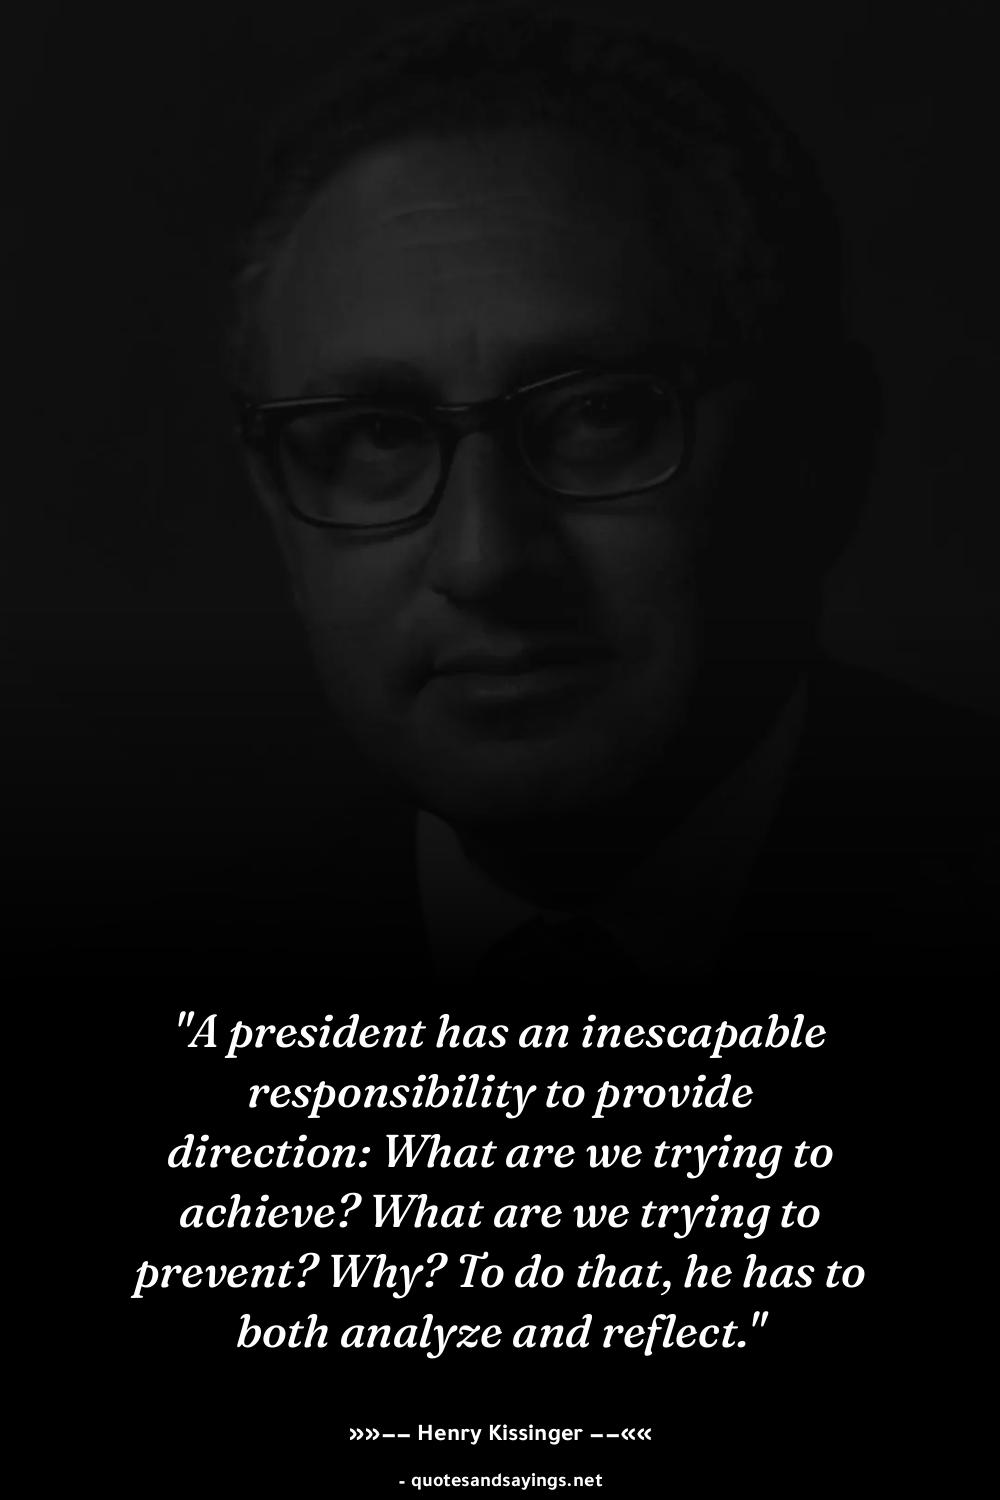 "A president has an inescapable
responsibility to provide
direction: What are we trying to
achieve? What are we trying to
prevent? Why? To do that, he has to
both analyze and reflect."
»»–– Henry Kissinger ––««
- quotesandsayings.net